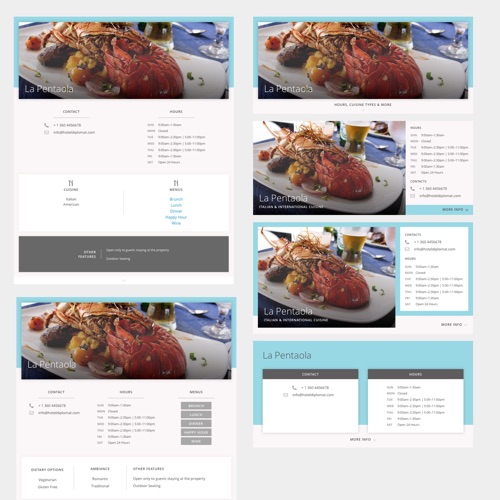 La Pentaola
CONTACT
+ 1 360 4456678
info@hoteldiplomat.com
HOURS
SUN 9:00am-1:30am
MON Closed
TUE 9:00am-2:30pm | 5:00-11:00pm
WED 9:00am-2:30pm | 5:00-11:00pm
THU 9:00am-2:30pm | 5:00-11:00pm
FRI 9:00am-1:30am
SAT Open 24 Hours
CUISINE
Italian
American
MENUS
Brunch
Lunch
Dinner
Happy Hour
Wine
OTHER
FEATURES
Open only to guests staying at the property
Outdoor Seating
La Pentaola
CONTACT
+ 1 360 4456678
info@hoteldiplomat.com
HOURS
SUN 9:00am-1:30am
MON Closed
TUE 9:00am-2:30pm | 5:00-11:00pm
WED 9:00am-2:30pm | 5:00-11:00pm
THU 9:00am-2:30pm | 5:00-11:00pm
FRI 9:00am-1:30am
SAT Open 24 Hours
MENUS
BRUNCH
LUNCH
DINNER
HAPPY HOUR
WINE
DIETARY OPTIONS
Vegetarian
Gluten Free
AMBIANCE
Romantic
Traditional
OTHER FEATURES
Open only to guests staying at the property
Outdoor Seating
La Pentaola
HOURS, CUISINE TYPES & MORE
La Pentaola
ITALIAN & INTERNATIONAL CUISINE
HOURS
SUN 9:00am-1:30am
MON Closed
TUE 9:00am-2:30pm | 5:00-11:00pm
WED 9:00am-2:30pm | 5:00-11:00pm
THU 9:00am-2:30pm | 5:00-11:00pm
FRI 9:00am-1:30am
SAT Open 24 Hours
CONTACTS
+ 1 360 4456678
info@hoteldiplomat.com
MORE INFO
La Pentaola
ITALIAN & INTERNATIONAL CUISINE
CONTACTS
+ 1 360 4456678
info@hoteldiplomat.com
HOURS
SUN 9:00am-1:30am
MON Closed
TUE 9:00am-2:30pm | 5:00-11:00pm
WED 9:00am-2:30pm | 5:00-11:00pm
THU 9:00am-2:30pm | 5:00-11:00pm
FRI 9:00am-1:30am
SAT Open 24 Hours
MORE INFO
La Pentaola
CONTACT
+ 1 360 4456678
info@hoteldiplomat.com
HOURS
SUN 9:00am-1:30am
MON Closed
TUE 9:00am-2:30pm | 5:00-11:00pm
WED 9:00am-2:30pm | 5:00-11:00pm
THU 9:00am-2:30pm | 5:00-11:00pm
FRI 9:00am-1:30am
SAT Open 24 Hours
MORE INFO